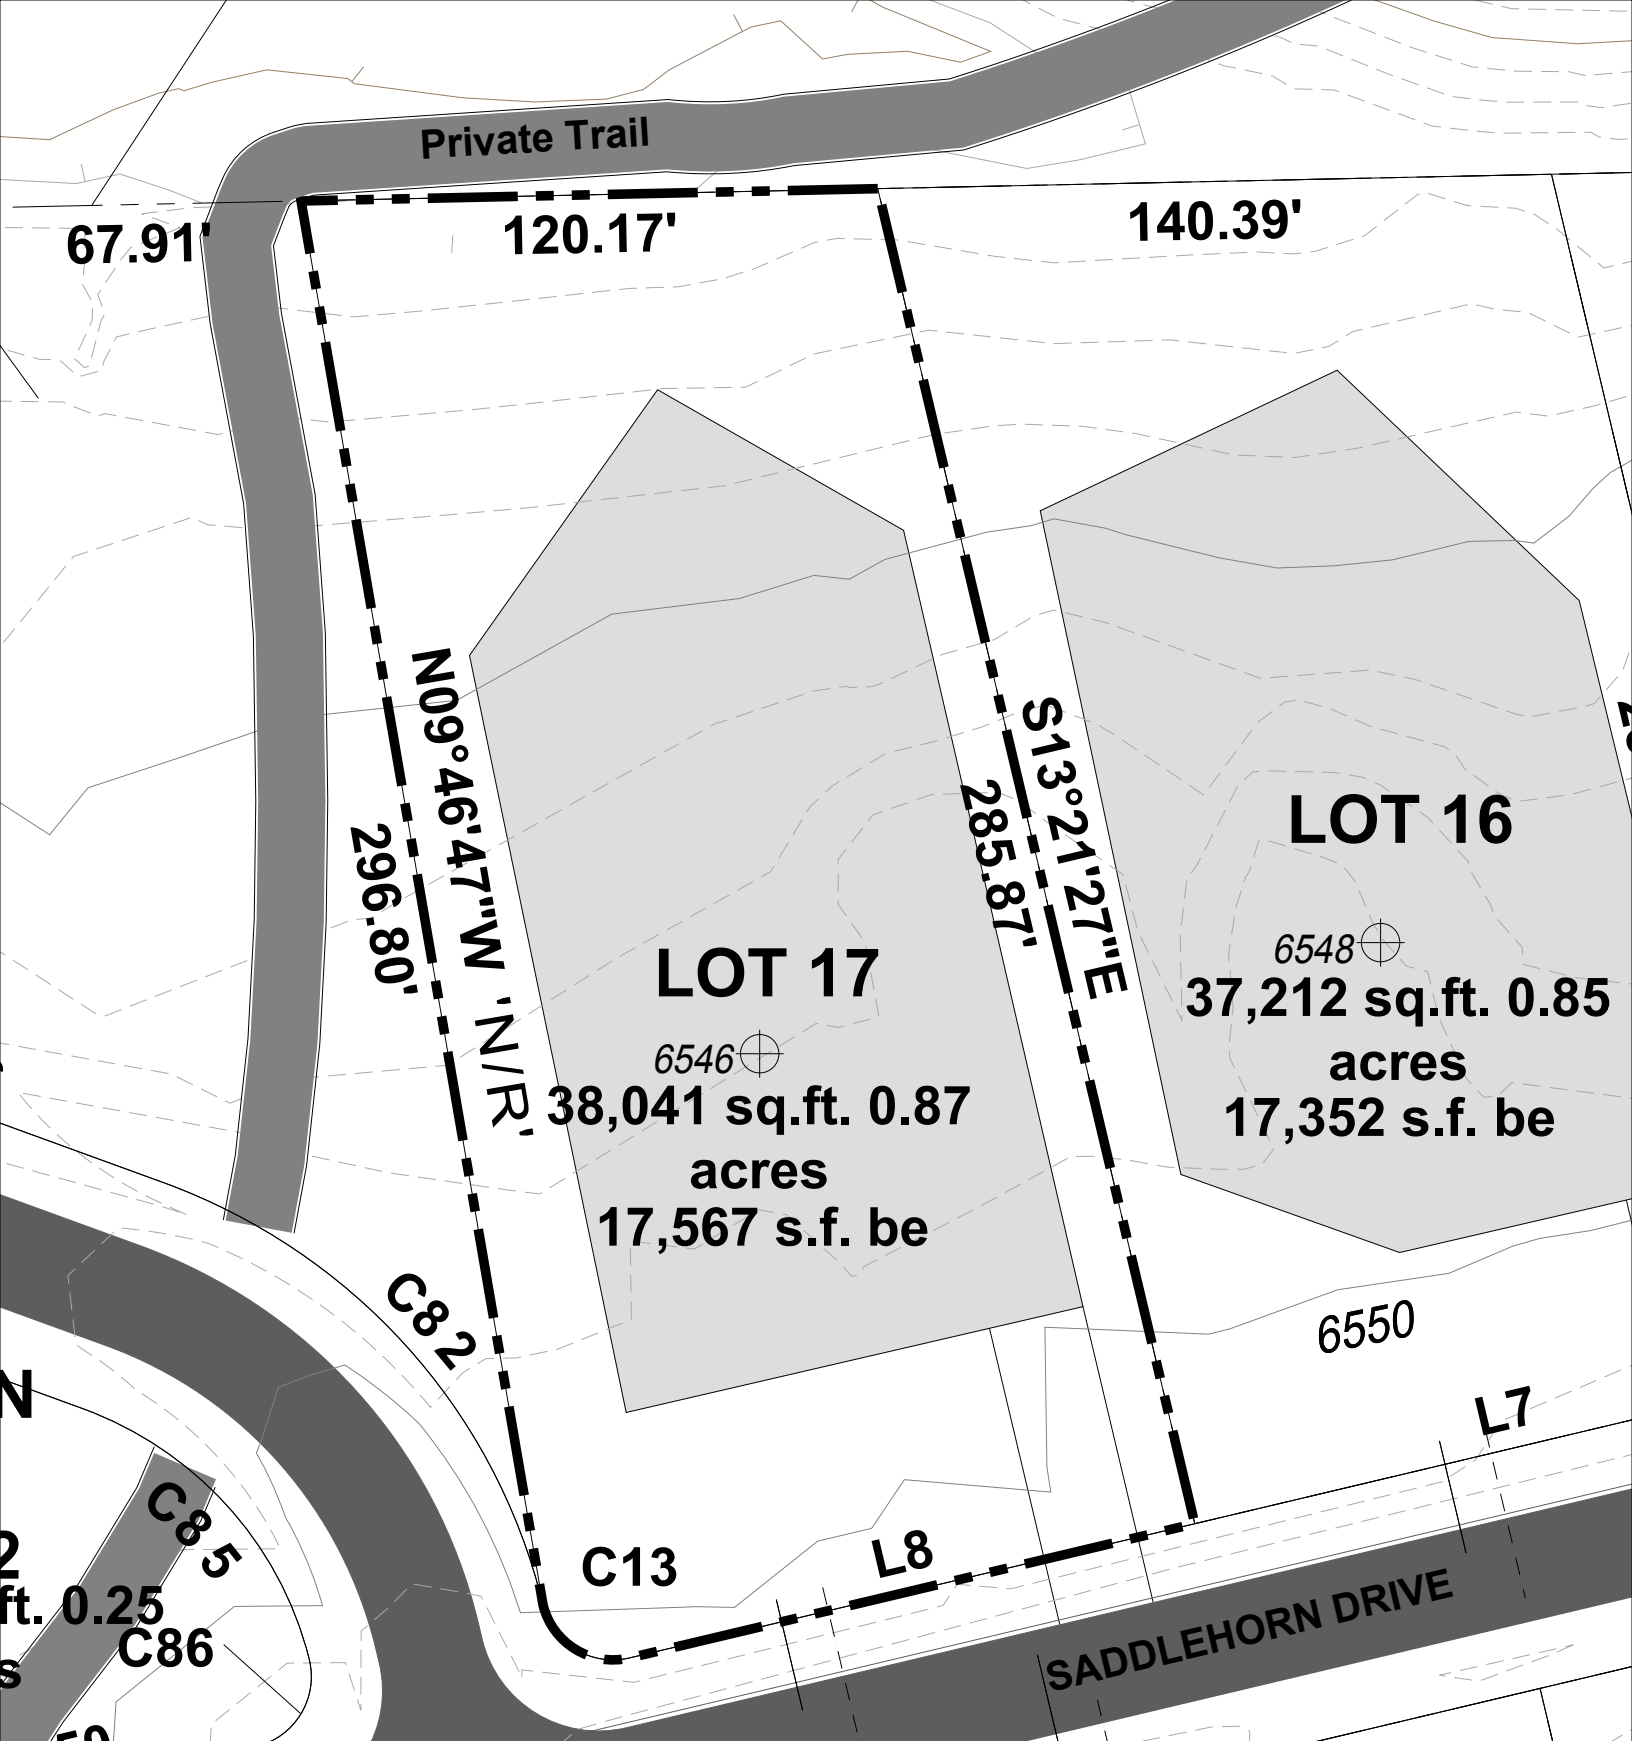 Private Trail
67.91'
120.17'
140.39'
N09°46'47"W 'N/R'
296.80'
S13°21'27"E
285.87'
LOT 16
6548
37,212 sq.ft. 0.85
acres
17,352 s.f. be
LOT 17
6546
38,041 sq.ft. 0.87
acres
17,567 s.f. be
C82
6550
L7
N
C85
C13
L8
2
ft. 0.25
C86
s
SADDLEHORN DRIVE